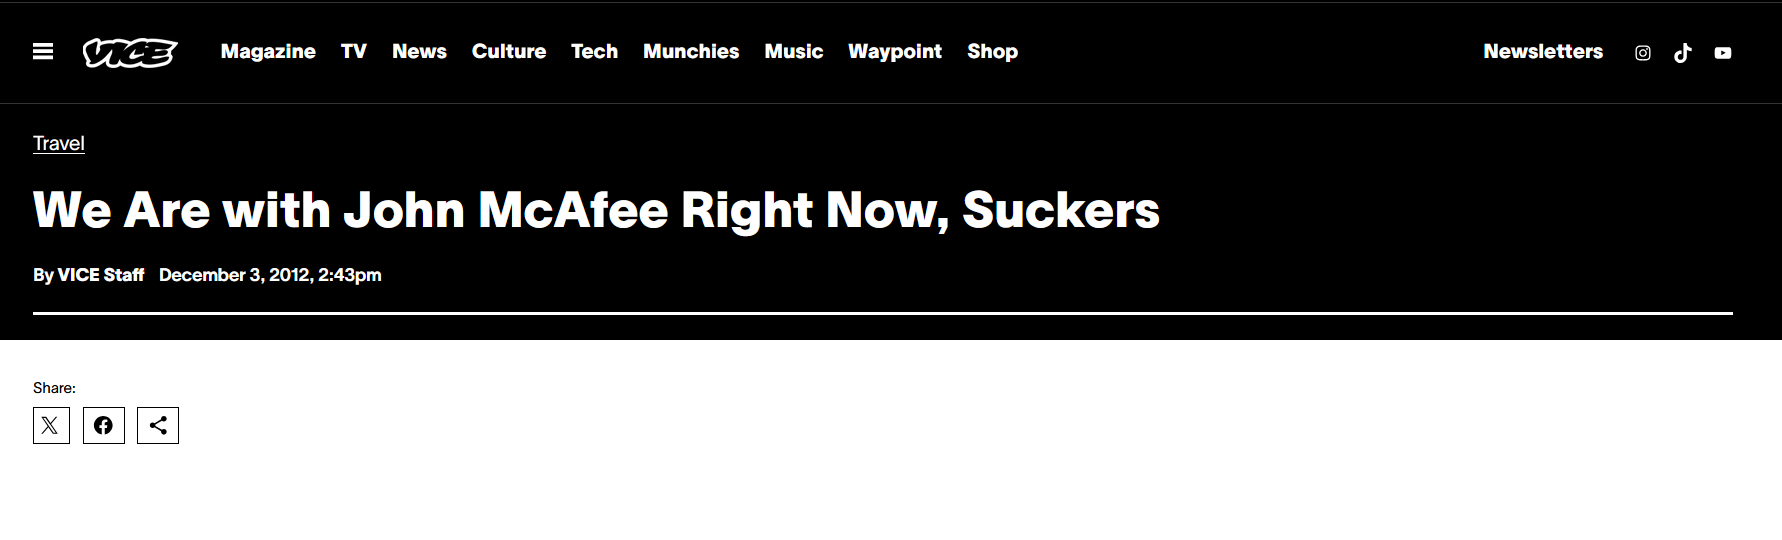 VICE Magazine TV News Culture Tech Munchies Music Waypoint Shop Newsletters
Travel
We Are with John McAfee Right Now, Suckers
By VICE Staff December 3, 2012, 2:43pm
Share: